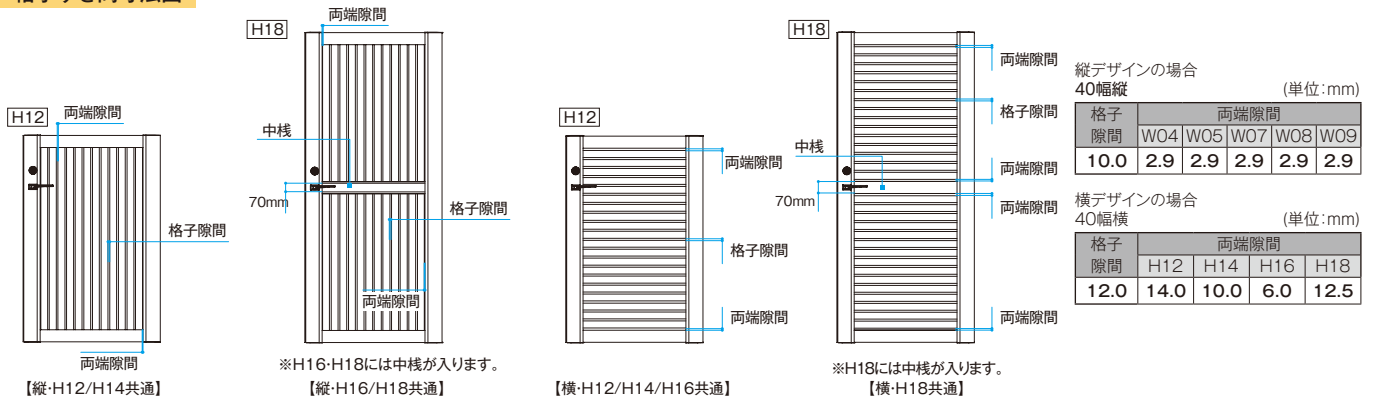 H12
両端隙間
格子隙間
両端隙間
【縦・H12/H14共通】
H18
両端隙間
中桟
70mm
格子隙間
両端隙間
※H16・H18には中桟が入ります。
【縦・H16/H18共通】
H12
両端隙間
格子隙間
両端隙間
【横・H12/H14/H16共通】
H18
両端隙間
格子隙間
中桟
両端隙間
70mm
両端隙間
両端隙間
※H18には中桟が入ります。
【横・H18共通】
縦デザインの場合
40幅縦 (単位:mm)
格子 両端隙間
隙間 W04 W05 W07 W08 W09
10.0 2.9 2.9 2.9 2.9 2.9
横デザインの場合
40幅横 (単位:mm)
格子 両端隙間
隙間 H12 H14 H16 H18
12.0 14.0 10.0 6.0 12.5